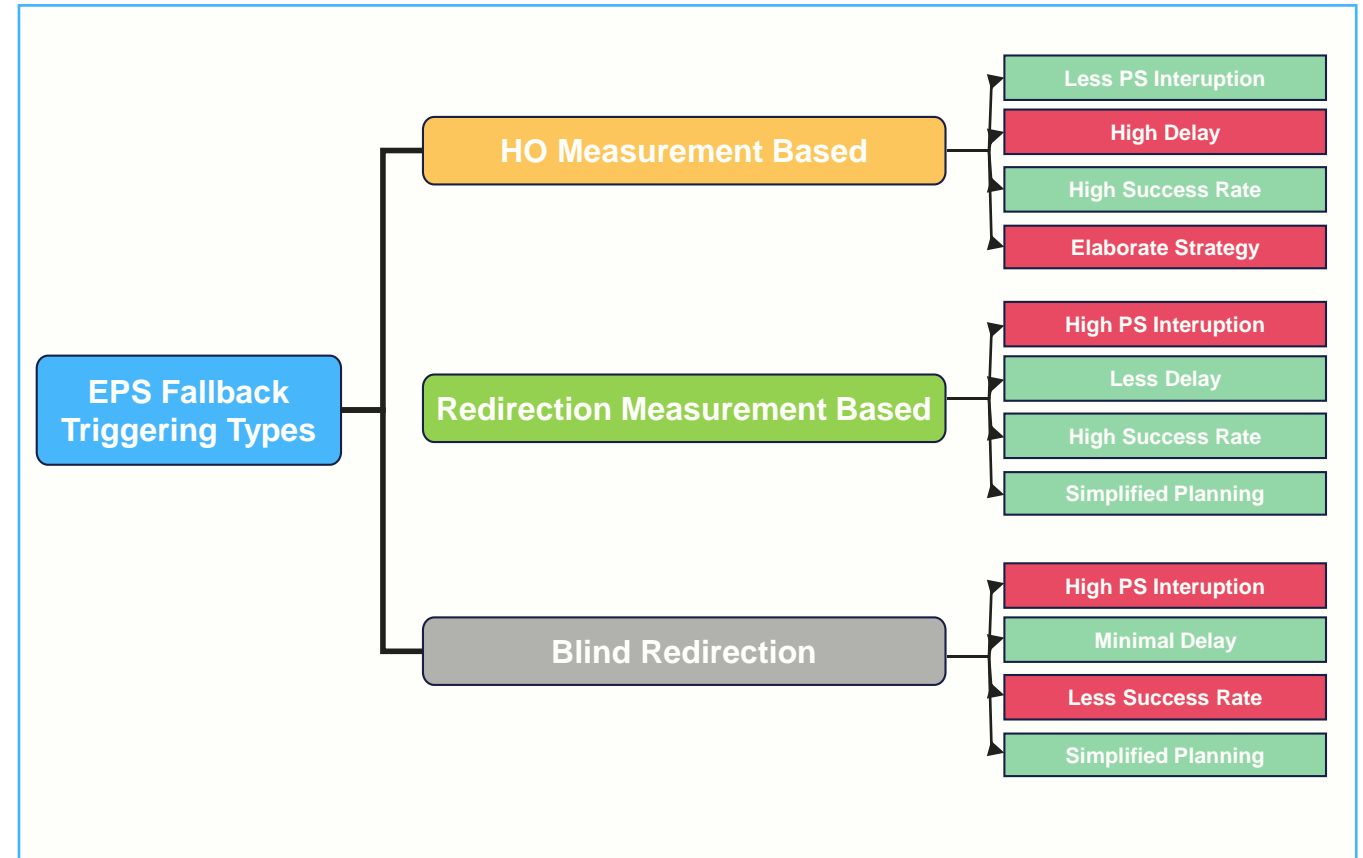 EPS Fallback
Triggering Types
HO Measurement Based
Less PS Interuption
High Delay
High Success Rate
Elaborate Strategy
Redirection Measurement Based
High PS Interuption
Less Delay
High Success Rate
Simplified Planning
Blind Redirection
High PS Interuption
Minimal Delay
Less Success Rate
Simplified Planning